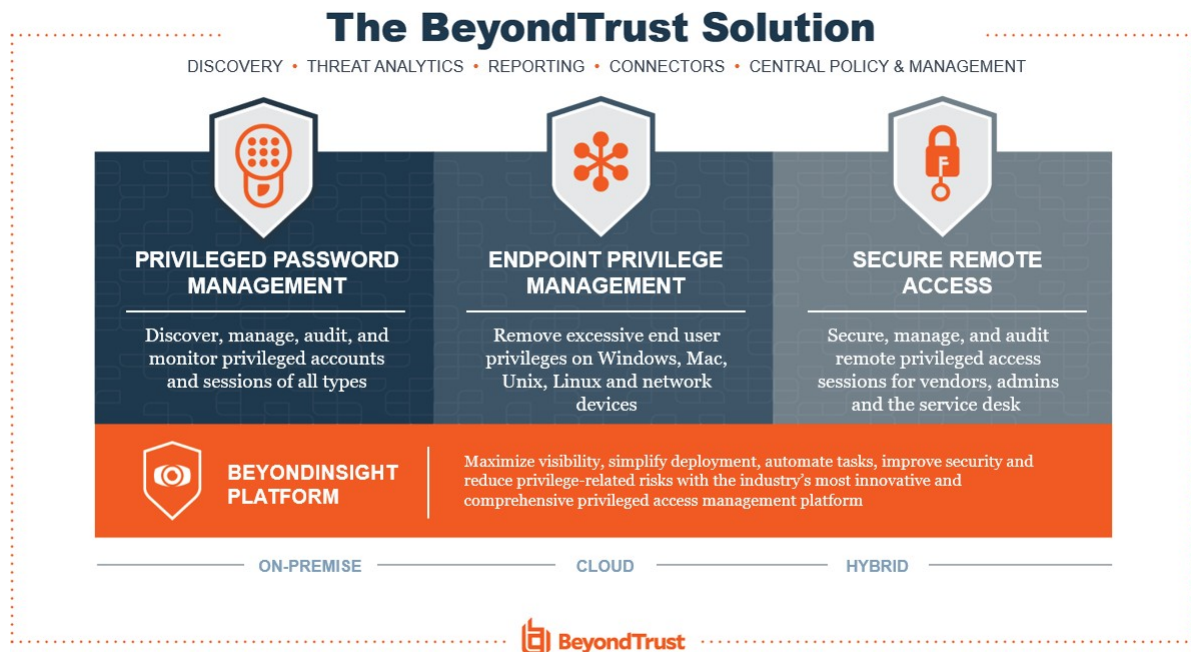 The BeyondTrust Solution
DISCOVERY • THREAT ANALYTICS • REPORTING • CONNECTORS • CENTRAL POLICY & MANAGEMENT
PRIVILEGED PASSWORD
MANAGEMENT
Discover, manage, audit, and
monitor privileged accounts
and sessions of all types
ENDPOINT PRIVILEGE
MANAGEMENT
Remove excessive end user
privileges on Windows, Mac,
Unix, Linux and network
devices
SECURE REMOTE
ACCESS
Secure, manage, and audit
remote privileged access
sessions for vendors, admins
and the service desk
BEYONDINSIGHT
PLATFORM
Maximize visibility, simplify deployment, automate tasks, improve security and
reduce privilege-related risks with the industry's most innovative and
comprehensive privileged access management platform
ON-PREMISE
CLOUD
HYBRID
BeyondTrust